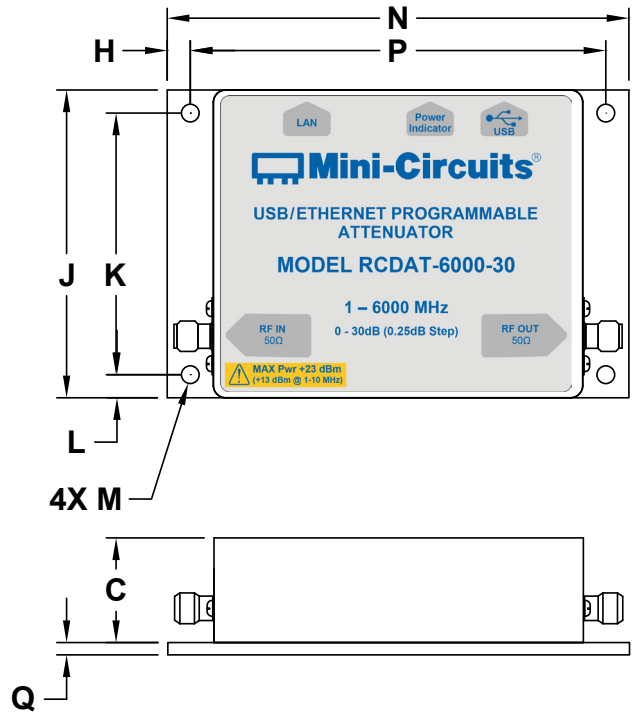 N
H
P
LAN
Power
Indicator
USB
Mini-Circuits®
USB/ETHERNET PROGRAMMABLE
ATTENUATOR
MODEL RCDAT-6000-30
J
K
1 – 6000 MHz
RF IN
50Ω
0 - 30dB (0.25dB Step)
RF OUT
50Ω
MAX Pwr +23 dBm
(+13 dBm @ 1-10 MHz)
L
4X M
C
Q